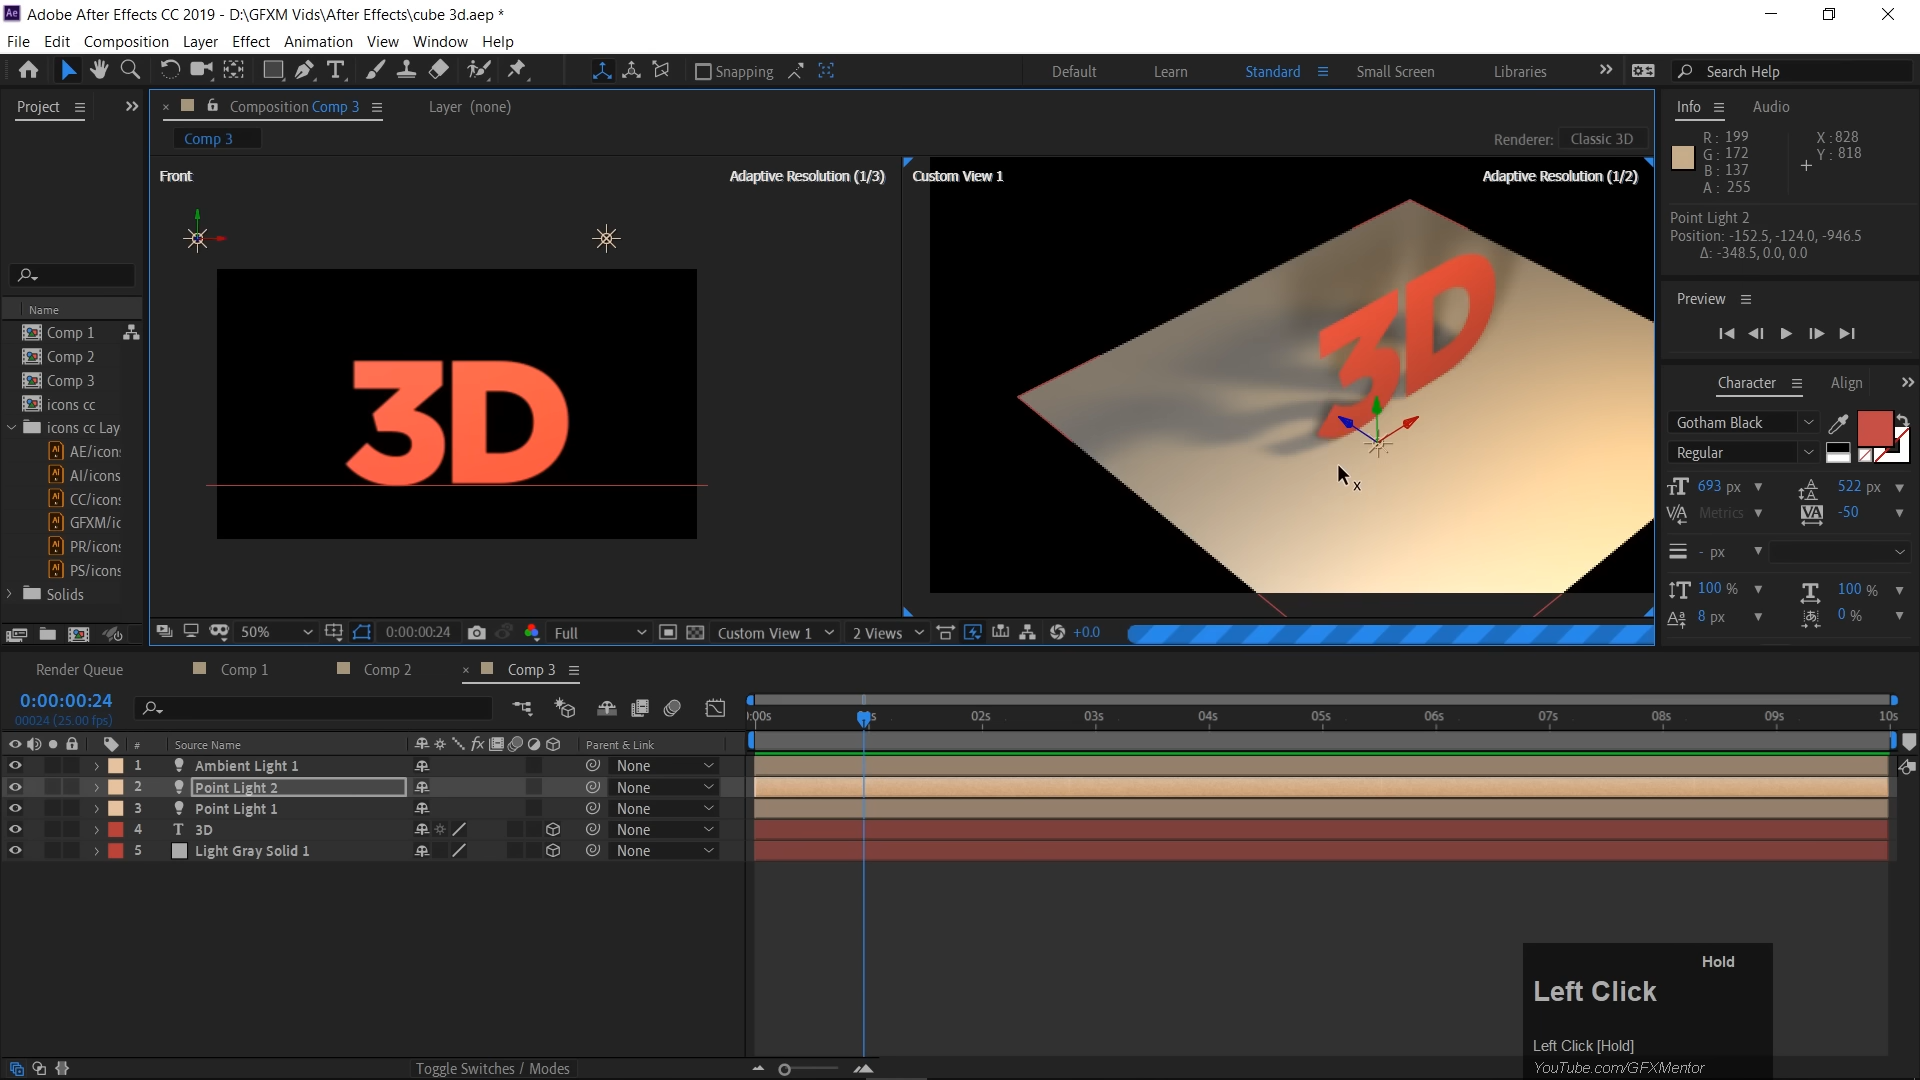 Adobe After Effects CC 2019 - D:\GFXM Vids\After Effects\cube 3d.aep *
File Edit Composition Layer Effect Animation View Window Help
Snapping Default Learn Standard Small Screen Libraries Search Help
Project Composition Comp 3 Layer (none) Info Audio
Comp 3 Renderer: Classic 3D
R: 199 X: 828
G: 172 Y: 818
B: 137
A: 255
Front Adaptive Resolution (1/3) Custom View 1 Adaptive Resolution (1/2)
Point Light 2
Position: -152.5, -124.0, -946.5
Δ: -348.5, 0.0, 0.0
3D
3D
Name
Comp 1
Comp 2
Comp 3
icons cc
icons cc Lay
AE/icon
AI/icons
CC/icon
GFXM/ic
PR/icon
PS/icon
Solids
Preview
Character Align
Gotham Black
Regular
693 px 522 px
Metrics -50
- px
100 % 100 %
8 px 0 %
50% 0:00:00:24 Full Custom View 1 2 Views +0.0
Render Queue Comp 1 Comp 2 Comp 3
0:00:00:24
00024 (25.00 fps)
:00s 02s 03s 04s 05s 06s 07s 08s 09s 10s
# Source Name Parent & Link
1 Ambient Light 1 None
2 Point Light 2 None
3 Point Light 1 None
4 T 3D None
5 Light Gray Solid 1 None
Toggle Switches / Modes
Hold
Left Click
Left Click [Hold]
YouTube.com/GFXMentor